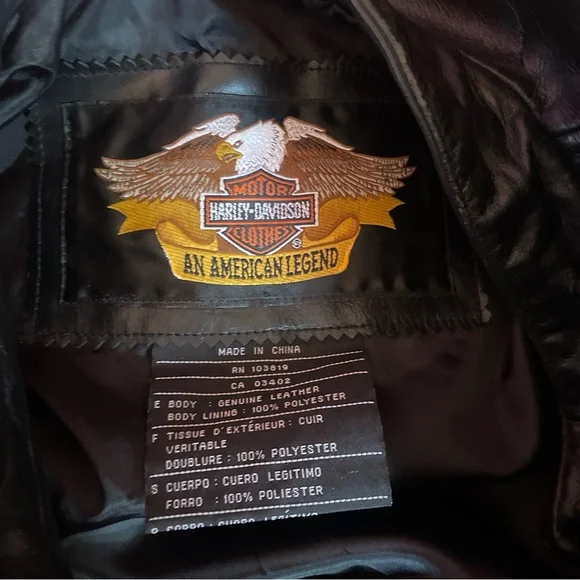 MOTOR
HARLEY-DAVIDSON
CLOTHES
®
AN AMERICAN LEGEND
MADE IN CHINA
RN 103819
CA 03402
E BODY : GENUINE LEATHER
BODY LINING : 100% POLYESTER
F TISSUE D'EXTÉRIEUR : CUIR
VERITABLE
DOUBLURE : 100% POLYESTER
S CUERPO : CUERO LEGITIMO
FORRO : 100% POLIESTER